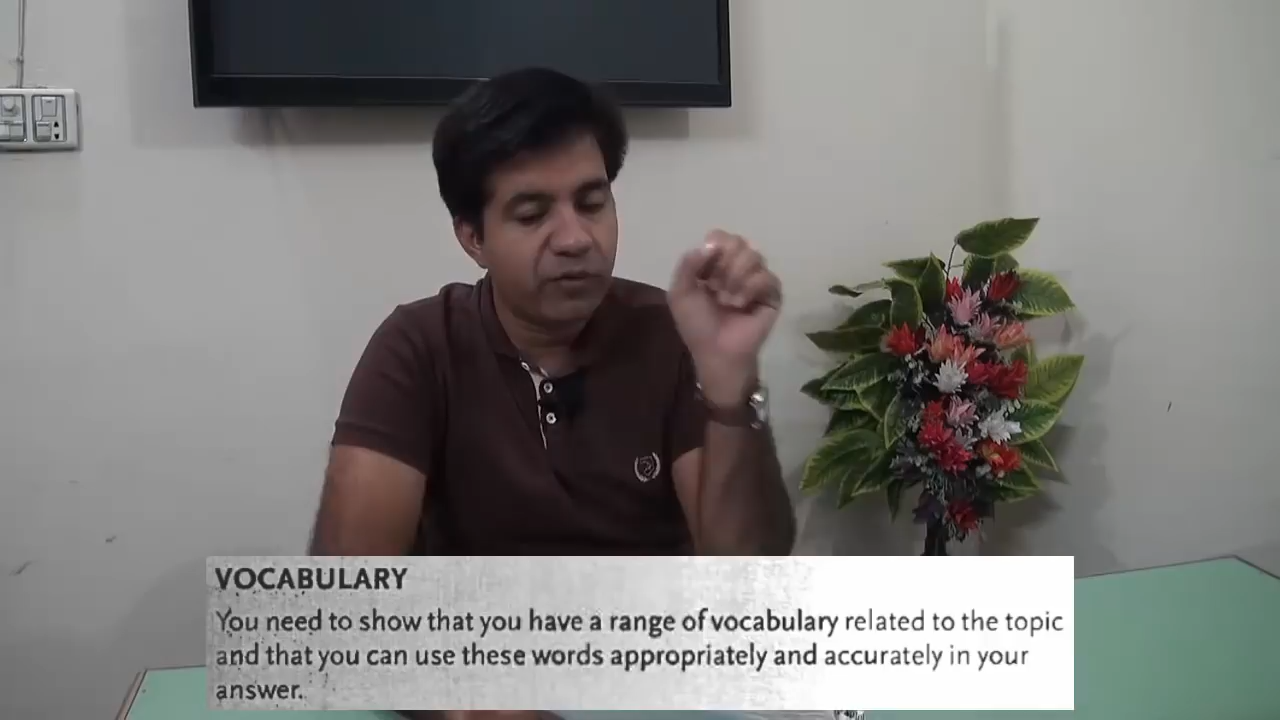 VOCABULARY
You need to show that you have a range of vocabulary related to the topic
and that you can use these words appropriately and accurately in your
answer.